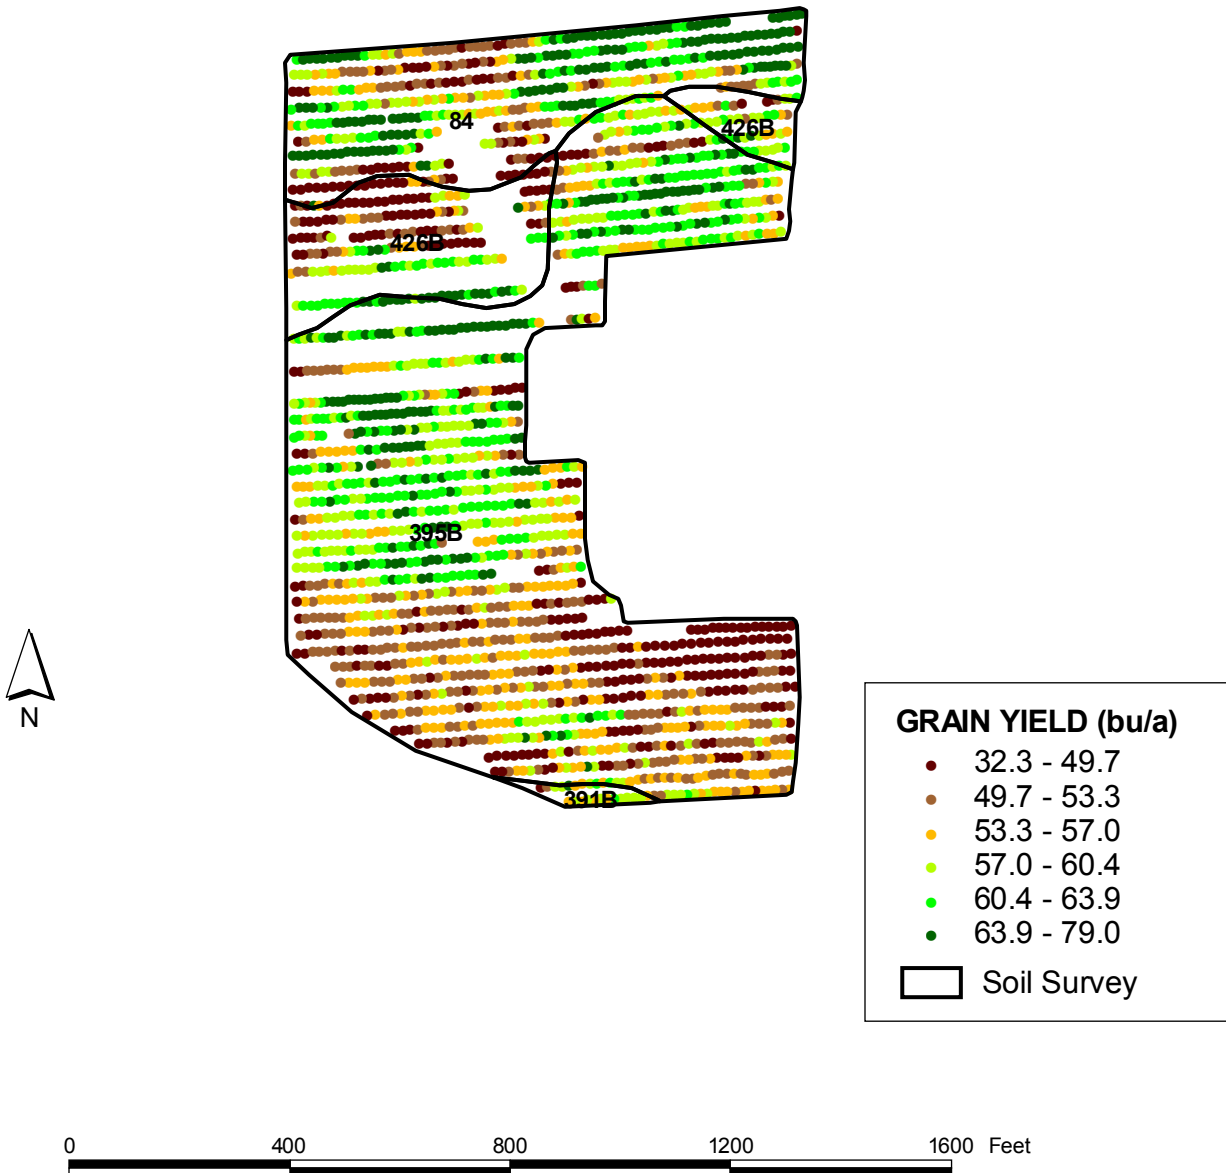 84
426B
426B
395B
391B
N
GRAIN YIELD (bu/a)
32.3 - 49.7
49.7 - 53.3
53.3 - 57.0
57.0 - 60.4
60.4 - 63.9
63.9 - 79.0
Soil Survey
0 400 800 1200 1600 Feet